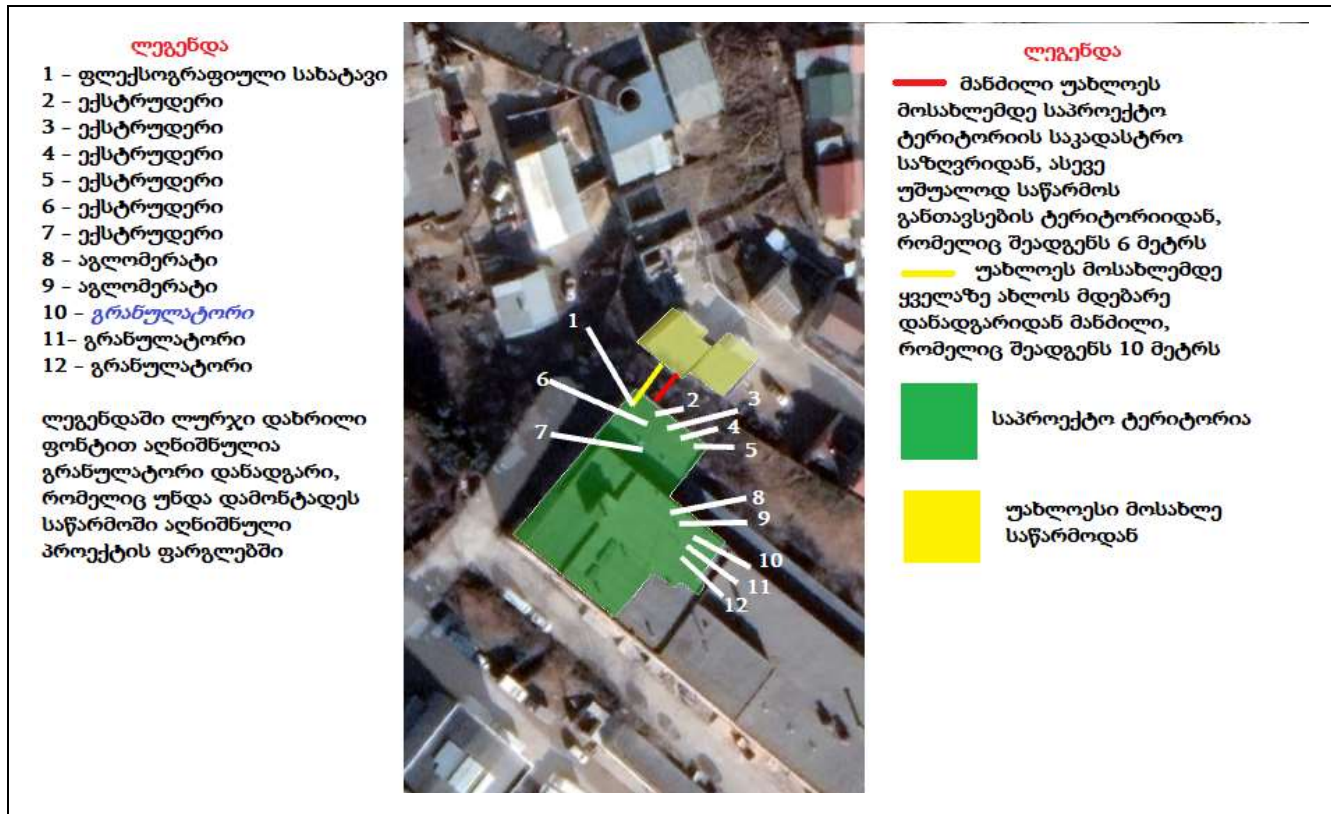 ლეგენდა
1 – ფლექსოგრაფიული სახატავი
2 – ექსტრუდერი
3 – ექსტრუდერი
4 – ექსტრუდერი
5 – ექსტრუდერი
6 – ექსტრუდერი
7 – ექსტრუდერი
8 – აგლომერატი
9 – აგლომერატი
10 – გრანულატორი
11– გრანულატორი
12 – გრანულატორი
ლეგენდაში ლურჯი დახრილი
ფონტით აღნიშნულია
გრანულატორი დანადგარი,
რომელიც უნდა დამონტადეს
საწარმოში აღნიშნული
პროექტის ფარგლებში
1
6
7
2
3
4
5
8
9
10
11
12
ლეგენდა
მანძილი უახლოეს
მოსახლემდე საპროექტო
ტერიტორიის საკადასტრო
საზღვრიდან, ასევე
უშუალოდ საწარმოს
განთავსების ტერიტორიიდან,
რომელიც შეადგენს 6 მეტრს
უახლოეს მოსახლემდე
ყველაზე ახლოს მდებარე
დანადგარიდან მანძილი,
რომელიც შეადგენს 10 მეტრს
საპროექტო ტერიტორია
უახლოესი მოსახლე
საწარმოდან